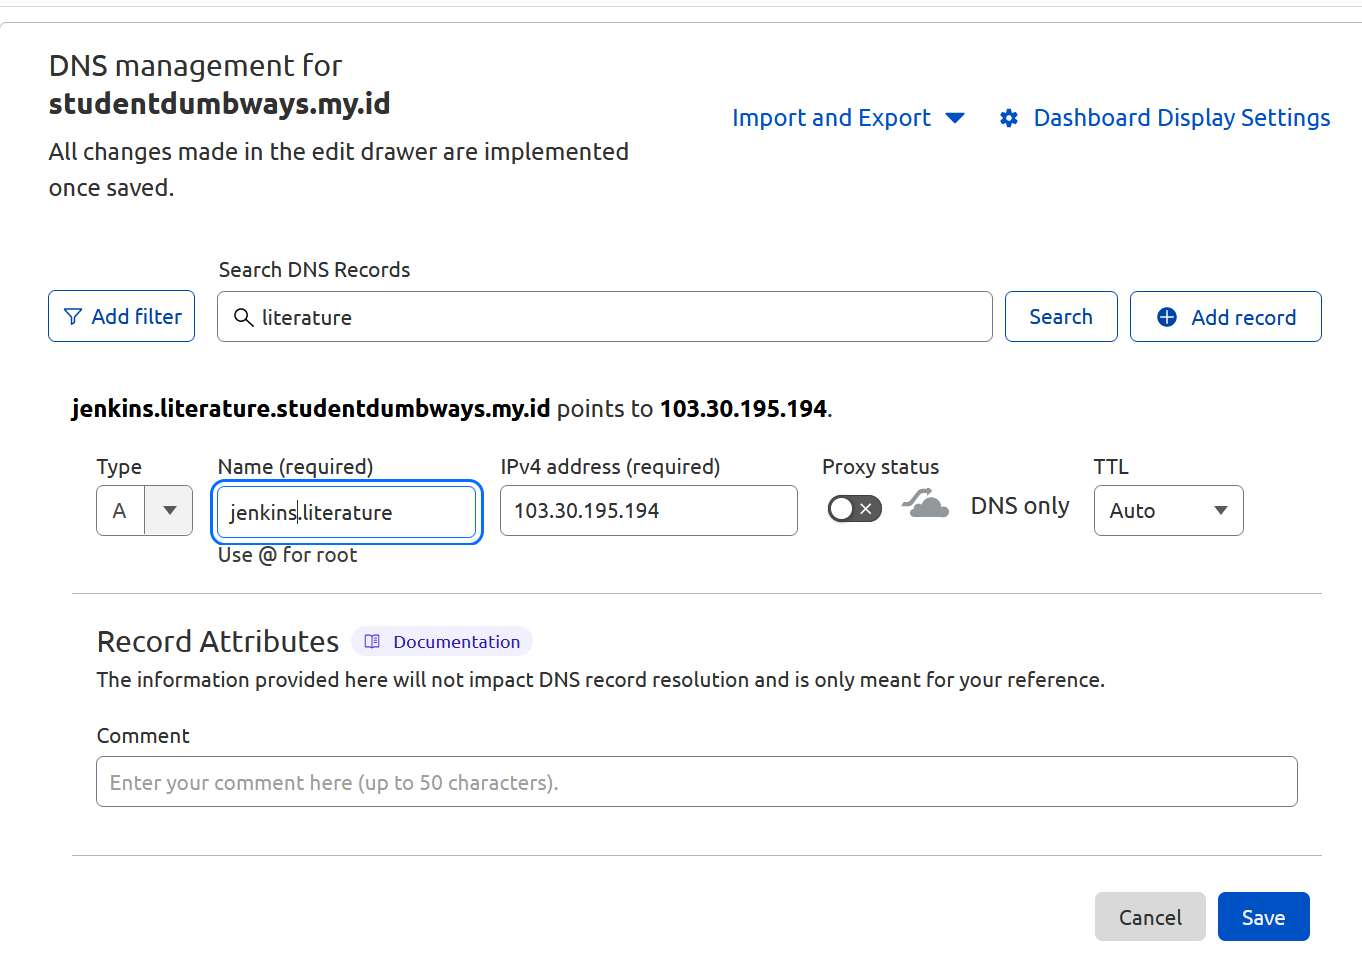 DNS management for
studentdumbways.my.id
Import and Export
Dashboard Display Settings
All changes made in the edit drawer are implemented
once saved.
Search DNS Records
Add filter
literature
Search
Add record
jenkins.literature.studentdumbways.my.id points to 103.30.195.194.
Type
Name (required)
IPv4 address (required)
Proxy status
TTL
A
jenkins.literature
103.30.195.194
DNS only
Auto
Use @ for root
Record Attributes
Documentation
The information provided here will not impact DNS record resolution and is only meant for your reference.
Comment
Enter your comment here (up to 50 characters).
Cancel
Save